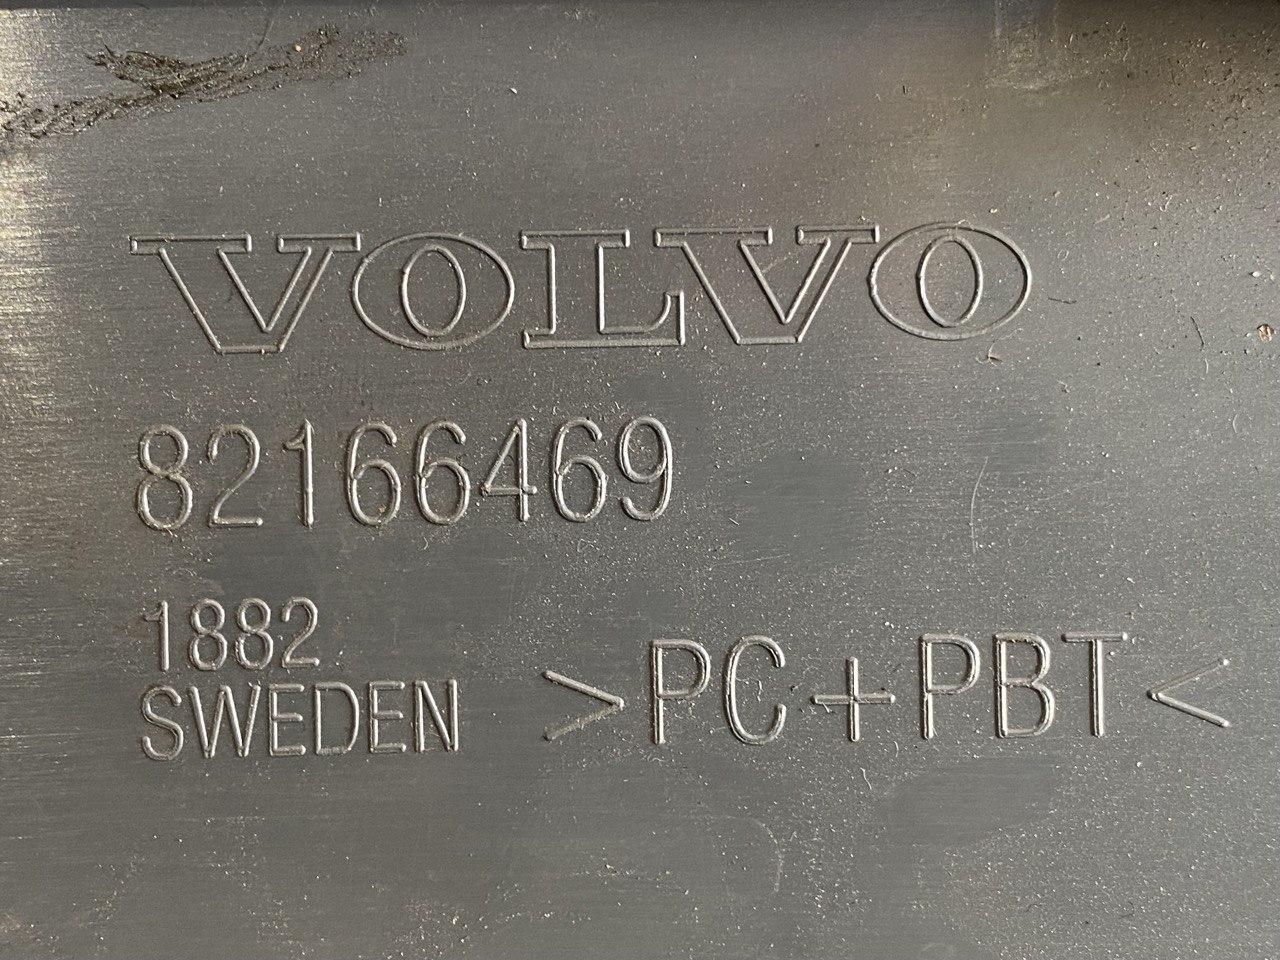 VOLVO
82166469
1882
SWEDEN >PC+PBT<